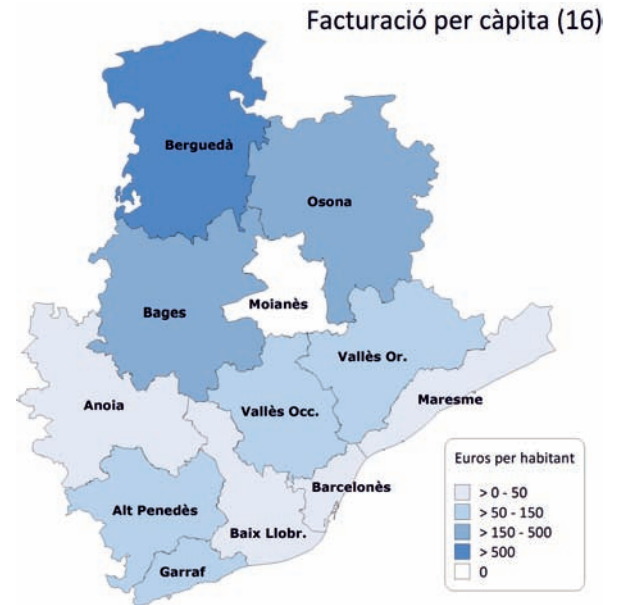 Facturació per càpita (16)
Berguedà
Osona
Bages
Moianès
Vallès Or.
Anoia
Vallès Occ.
Maresme
Barcelonès
Alt Penedès
Baix Llobr.
Garraf
Euros per habitant
> 0 - 50
> 50 - 150
> 150 - 500
> 500
0